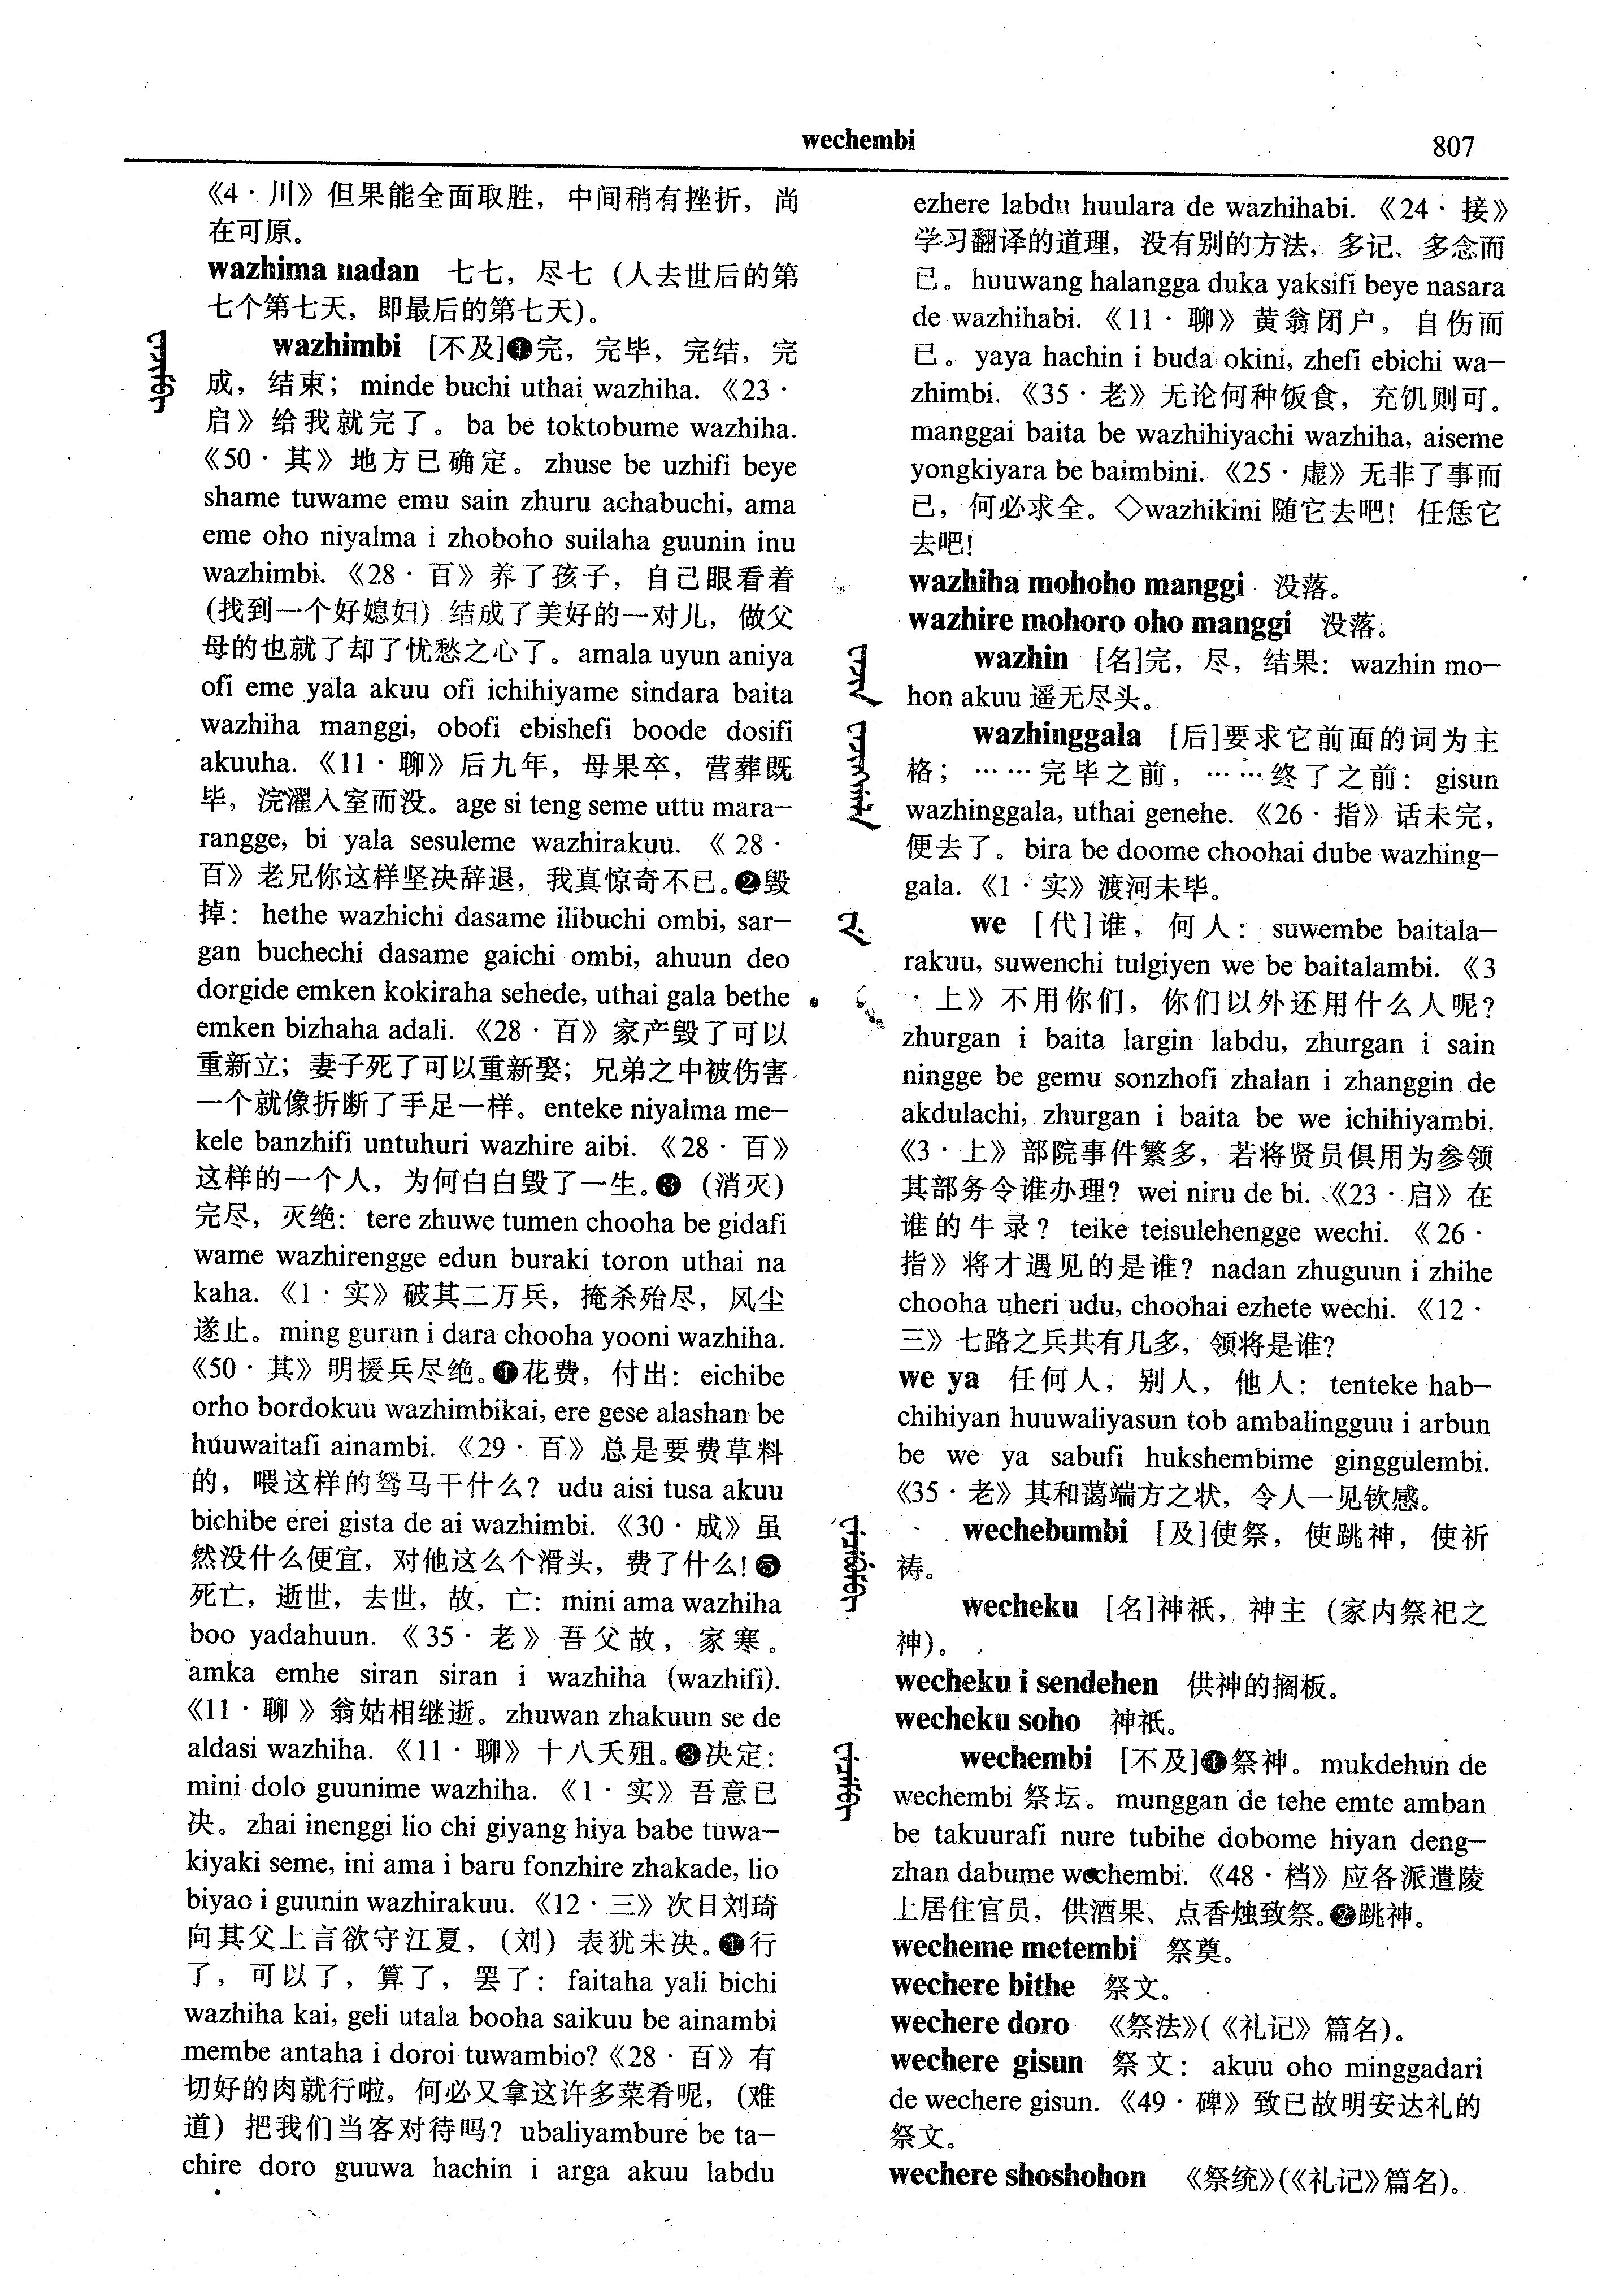 wechembi
807
《4·川》但果能全面取胜，中间稍有挫折，尚
在可原。
wazhima nadan 七七，尽七（人去世后的第
七个第七天，即最后的第七天）。
wazhimbi [不及]❶完，完毕，完结，完
成，结束；minde buchi uthai wazhiha.《23·
启》给我就完了。ba be toktobume wazhiha.
《50·其》地方已确定。zhuse be uzhifi beye
shame tuwame emu sain zhuru achabuchi, ama
eme oho niyalma i zhoboho suilaha guunin inu
wazhimbi.《28·百》养了孩子，自己眼看着
（找到一个好媳妇）结成了美好的一对儿，做父
母的也就了却了忧愁之心了。amala uyun aniya
ofi eme yala akuu ofi ichihiyame sindara baita
wazhiha manggi, obofi ebishefi boode dosifi
akuuha.《11·聊》后九年，母果卒，营葬既
毕，浣濯入室而没。age si teng seme uttu mara-
rangge, bi yala sesuleme wazhirakuu.《28·
百》老兄你这样坚决辞退，我真惊奇不已。❷毁
掉：hethe wazhichi dasame ilibuchi ombi, sar-
gan buchechi dasame gaichi ombi, ahuun deo
dorgide emken kokiraha sehede, uthai gala bethe
emken bizhaha adali.《28·百》家产毁了可以
重新立；妻子死了可以重新娶；兄弟之中被伤害
一个就像折断了手足一样。enteke niyalma me-
kele banzhifi untuhuri wazhire aibi.《28·百》
这样的一个人，为何白白毁了一生。❸（消灭）
完尽，灭绝：tere zhuwe tumen chooha be gidafi
wame wazhirengge edun buraki toron uthai na
kaha.《1·实》破其二万兵，掩杀殆尽，风尘
遂止。ming gurun i dara chooha yooni wazhiha.
《50·其》明援兵尽绝。❶花费，付出：eichibe
orho bordokuu wazhimbikai, ere gese alashan be
huuwaitafi ainambi.《29·百》总是要费草料
的，喂这样的驽马干什么？udu aisi tusa akuu
bichibe erei gista de ai wazhimbi.《30·成》虽
然没什么便宜，对他这么个滑头，费了什么！❺
死亡，逝世，去世，故，亡：mini ama wazhiha
boo yadahuun.《35·老》吾父故，家寒。
amka emhe siran siran i wazhiha (wazhifi).
《11·聊》翁姑相继逝。zhuwan zhakuun se de
aldasi wazhiha.《11·聊》十八夭殂。❸决定：
mini dolo guunime wazhiha.《1·实》吾意已
决。zhai inenggi lio chi giyang hiya babe tuwa-
kiyaki seme, ini ama i baru fonzhire zhakade, lio
biyao i guunin wazhirakuu.《12·三》次日刘琦
向其父上言欲守江夏，（刘）表犹未决。❶行
了，可以了，算了，罢了：faitaha yali bichi
wazhiha kai, geli utala booha saikuu be ainambi
membe antaha i doroi tuwambio?《28·百》有
切好的肉就行啦，何必又拿这许多菜肴呢，（难
道）把我们当客对待吗？ubaliyambure be ta-
chire doro guuwa hachin i arga akuu labdu
ezhere labdu huulara de wazhihabi.《24·接》
学习翻译的道理，没有别的方法，多记、多念而
已。huuwang halangga duka yaksifi beye nasara
de wazhihabi.《11·聊》黄翁闭户，自伤而
已。yaya hachin i buda okini, zhefi ebichi wa-
zhimbi.《35·老》无论何种饭食，充饥则可。
manggai baita be wazhihiyachi wazhiha, aiseme
yongkiyara be baimbini.《25·虚》无非了事而
已，何必求全。◇wazhikini 随它去吧！任恁它
去吧！
wazhiha mohoho manggi 没落。
wazhire mohoro oho manggi 没落。
wazhin [名]完，尽，结果：wazhin mo-
hon akuu 遥无尽头。
wazhinggala [后]要求它前面的词为主
格；……完毕之前，……终了之前：gisun
wazhinggala, uthai genehe.《26·指》话未完，
便去了。bira be doome choohai dube wazhing-
gala.《1·实》渡河未毕。
we [代]谁，何人：suwembe baitala-
rakuu, suwenchi tulgiyen we be baitalambi.《3
·上》不用你们，你们以外还用什么人呢？
zhurgan i baita largin labdu, zhurgan i sain
ningge be gemu sonzhofi zhalan i zhanggin de
akdulachi, zhurgan i baita be we ichihiyambi.
《3·上》部院事件繁多，若将贤员俱用为参领
其部务令谁办理？wei niru de bi.《23·启》在
谁的牛录？teike teisulehengge wechi.《26·
指》将才遇见的是谁？nadan zhuguun i zhihe
chooha uheri udu, choohai ezhete wechi.《12·
三》七路之兵共有几多，领将是谁？
we ya 任何人，别人，他人：tenteke hab-
chihiyan huuwaliyasun tob ambalingguu i arbun
be we ya sabufi hukshembime ginggulembi.
《35·老》其和蔼端方之状，令人一见钦感。
wechebumbi [及]使祭，使跳神，使祈
祷。
wecheku [名]神祇，神主（家内祭祀之
神）。
wecheku i sendehen 供神的搁板。
wecheku soho 神祇。
wechembi [不及]❶祭神。mukdehun de
wechembi 祭坛。munggan de tehe emte amban
be takuurafi nure tubihe dobome hiyan deng-
zhan dabume wechembi.《48·档》应各派遣陵
上居住官员，供酒果、点香烛致祭。❷跳神。
wecheme metembi 祭奠。
wechere bithe 祭文。
wechere doro 《祭法》(《礼记》篇名)。
wechere gisun 祭文：akuu oho minggadari
de wechere gisun.《49·碑》致已故明安达礼的
祭文。
wechere shoshohon 《祭统》(《礼记》篇名)。